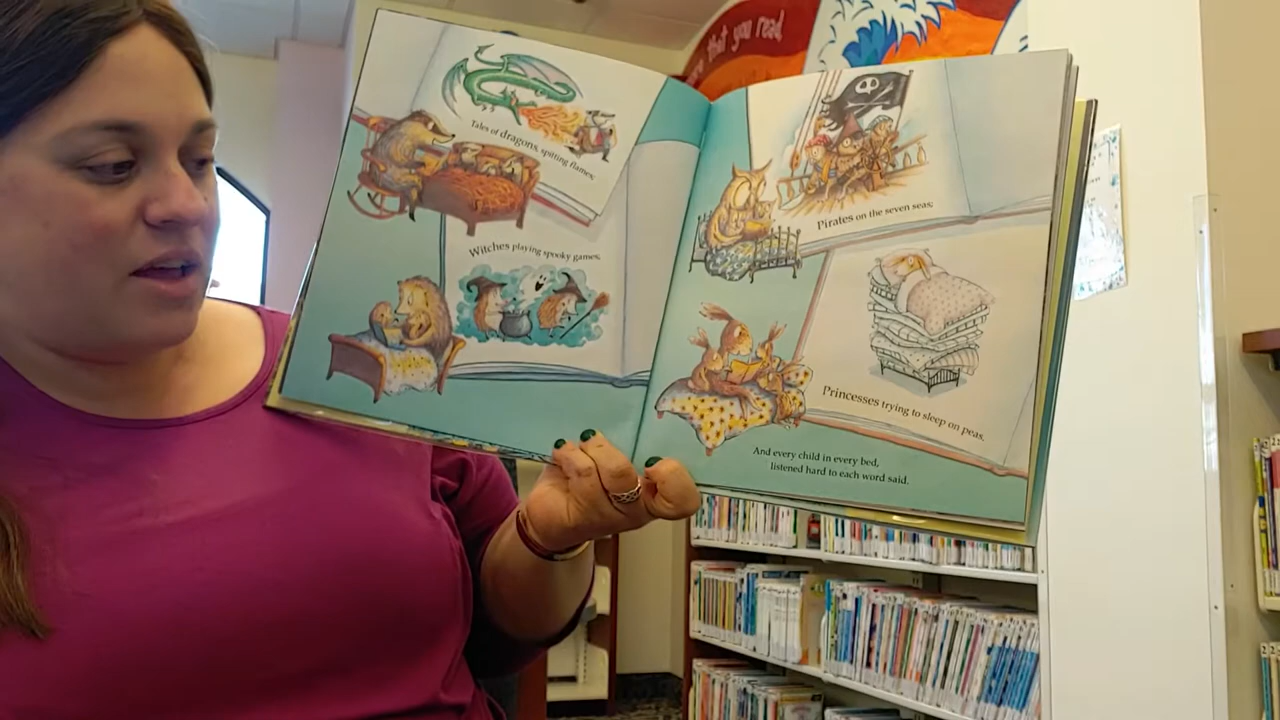 that you read,
Tales of dragons, spitting flames;
Witches playing spooky games;
Pirates on the seven seas;
Princesses trying to sleep on peas.
And every child in every bed,
listened hard to each word said.